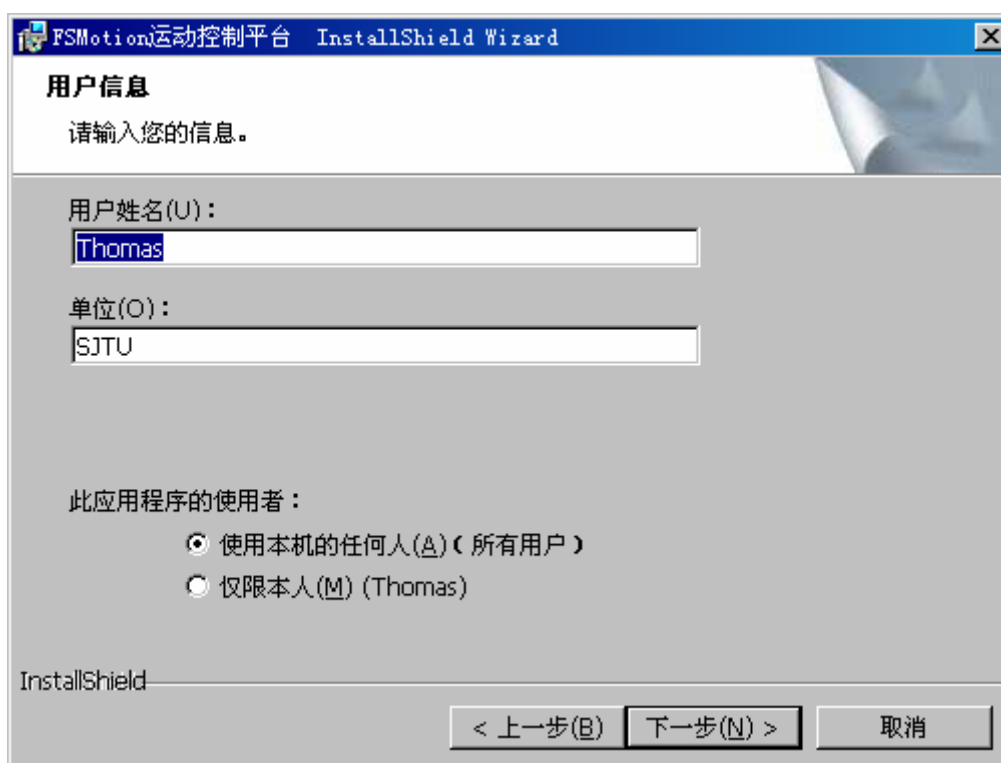 FSMotion运动控制平台 InstallShield Wizard
用户信息
请输入您的信息。
用户姓名(U)：
Thomas
单位(O)：
SJTU
此应用程序的使用者：
使用本机的任何人(A)（所有用户）
仅限本人(M) (Thomas)
InstallShield
< 上一步(B) 下一步(N) > 取消